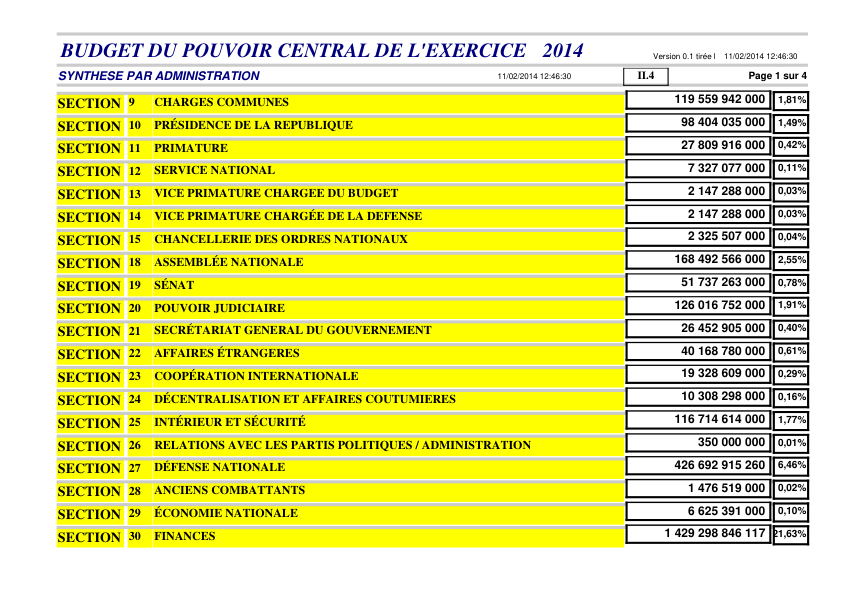 BUDGET DU POUVOIR CENTRAL DE L'EXERCICE 2014
Version 0.1 tirée l 11/02/2014 12:46:30
SYNTHESE PAR ADMINISTRATION 11/02/2014 12:46:30 II.4 Page 1 sur 4
SECTION 9 CHARGES COMMUNES 119 559 942 000 1,81%
SECTION 10 PRÉSIDENCE DE LA REPUBLIQUE 98 404 035 000 1,49%
SECTION 11 PRIMATURE 27 809 916 000 0,42%
SECTION 12 SERVICE NATIONAL 7 327 077 000 0,11%
SECTION 13 VICE PRIMATURE CHARGEE DU BUDGET 2 147 288 000 0,03%
SECTION 14 VICE PRIMATURE CHARGÉE DE LA DEFENSE 2 147 288 000 0,03%
SECTION 15 CHANCELLERIE DES ORDRES NATIONAUX 2 325 507 000 0,04%
SECTION 18 ASSEMBLÉE NATIONALE 168 492 566 000 2,55%
SECTION 19 SÉNAT 51 737 263 000 0,78%
SECTION 20 POUVOIR JUDICIAIRE 126 016 752 000 1,91%
SECTION 21 SECRÉTARIAT GENERAL DU GOUVERNEMENT 26 452 905 000 0,40%
SECTION 22 AFFAIRES ÉTRANGERES 40 168 780 000 0,61%
SECTION 23 COOPÉRATION INTERNATIONALE 19 328 609 000 0,29%
SECTION 24 DÉCENTRALISATION ET AFFAIRES COUTUMIERES 10 308 298 000 0,16%
SECTION 25 INTÉRIEUR ET SÉCURITÉ 116 714 614 000 1,77%
SECTION 26 RELATIONS AVEC LES PARTIS POLITIQUES / ADMINISTRATION 350 000 000 0,01%
SECTION 27 DÉFENSE NATIONALE 426 692 915 260 6,46%
SECTION 28 ANCIENS COMBATTANTS 1 476 519 000 0,02%
SECTION 29 ÉCONOMIE NATIONALE 6 625 391 000 0,10%
SECTION 30 FINANCES 1 429 298 846 117 21,63%